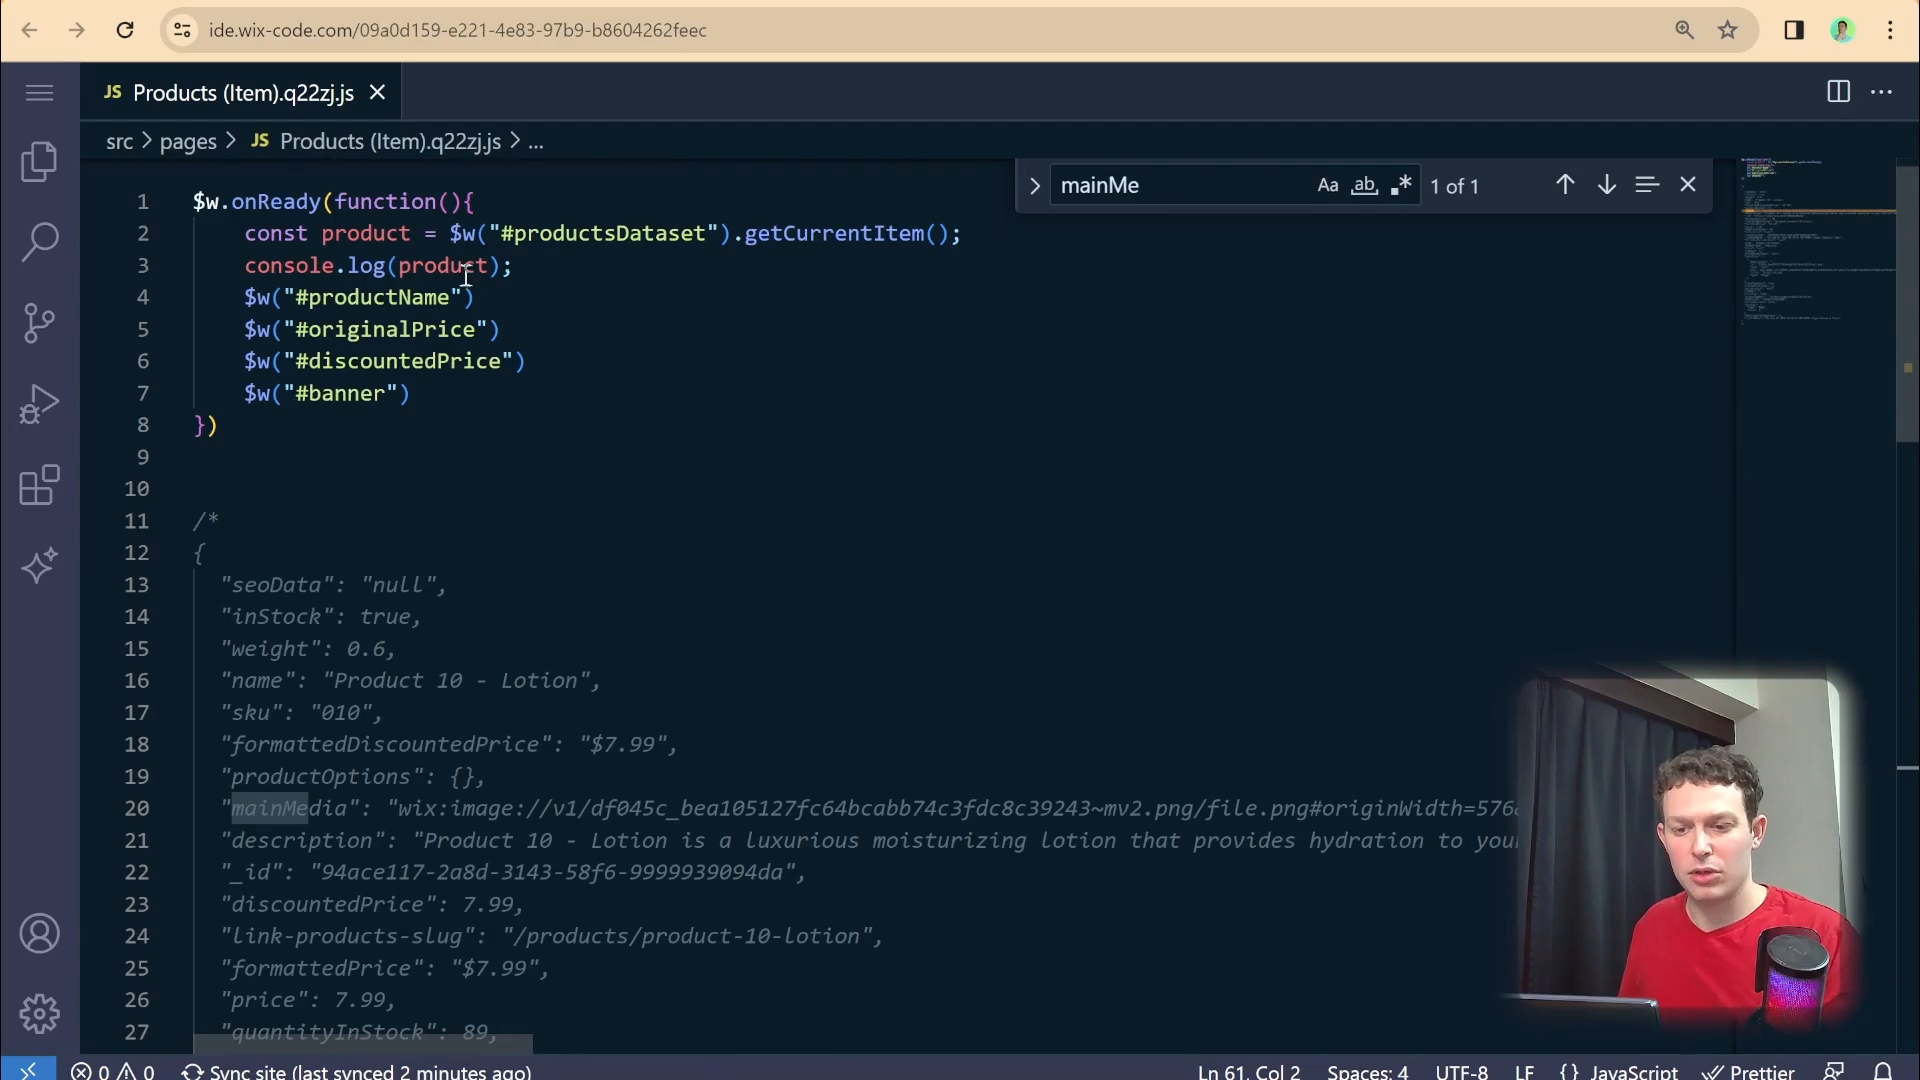 ide.wix-code.com/09a0d159-e221-4e83-97b9-b8604262feec
JS Products (Item).q22zj.js
src > pages > JS Products (Item).q22zj.js > ...
mainMe Aa ab .* 1 of 1
1 $w.onReady(function(){
2 const product = $w("#productsDataset").getCurrentItem();
3 console.log(product);
4 $w("#productName")
5 $w("#originalPrice")
6 $w("#discountedPrice")
7 $w("#banner")
8 })
9
10
11 /*
12 {
13 "seoData": "null",
14 "inStock": true,
15 "weight": 0.6,
16 "name": "Product 10 - Lotion",
17 "sku": "010",
18 "formattedDiscountedPrice": "$7.99",
19 "productOptions": {},
20 "mainMedia": "wix:image://v1/df045c_bea105127fc64bcabb74c3fdc8c39243~mv2.png/file.png#originWidth=576
21 "description": "Product 10 - Lotion is a luxurious moisturizing lotion that provides hydration to your
22 "_id": "94ace117-2a8d-3143-58f6-9999939094da",
23 "discountedPrice": 7.99,
24 "link-products-slug": "/products/product-10-lotion",
25 "formattedPrice": "$7.99",
26 "price": 7.99,
27 "quantityInStock": 89,
0 0 Sync site (last synced 2 minutes ago) Ln 61, Col 2 Spaces: 4 UTF-8 LF {} JavaScript Prettier